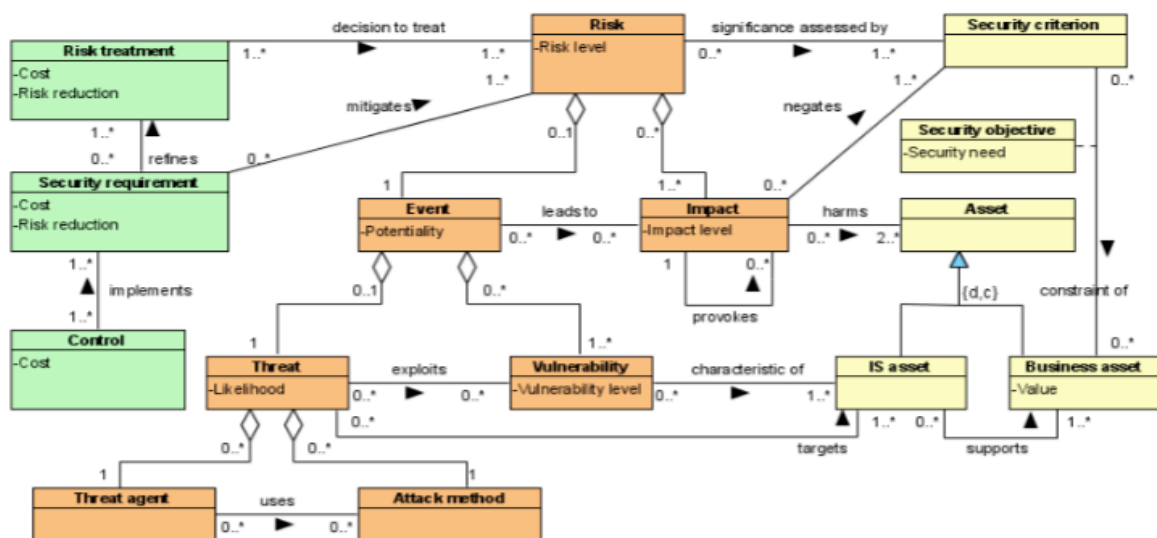 decision to treat
Risk
significance assessed by
Security criterion
Risk treatment
-Risk level
1..*
1..*
0..*
1..*
-Cost
-Risk reduction
1..*
1..*
0..*
mitigates
negates
0..1
0..*
Security objective
-Security need
1..*
0..*
refines
0..*
Security requirement
-Cost
-Risk reduction
1
1..*
0..*
Event
leads to
Impact
harms
Asset
-Potentiality
0..*
0..*
-Impact level
0..*
2..*
1..*
implements
1..*
0..1
0..*
1
0..*
provokes
{d,c}
constraint of
Control
-Cost
1
1..*
0..*
Threat
exploits
Vulnerability
characteristic of
IS asset
Business asset
-Likelihood
0..*
0..*
-Vulnerability level
0..*
1..*
-Value
0..*
0..*
0..*
targets
1..*
0..*
supports
1..*
1
1
Threat agent
uses
Attack method
0..*
0..*